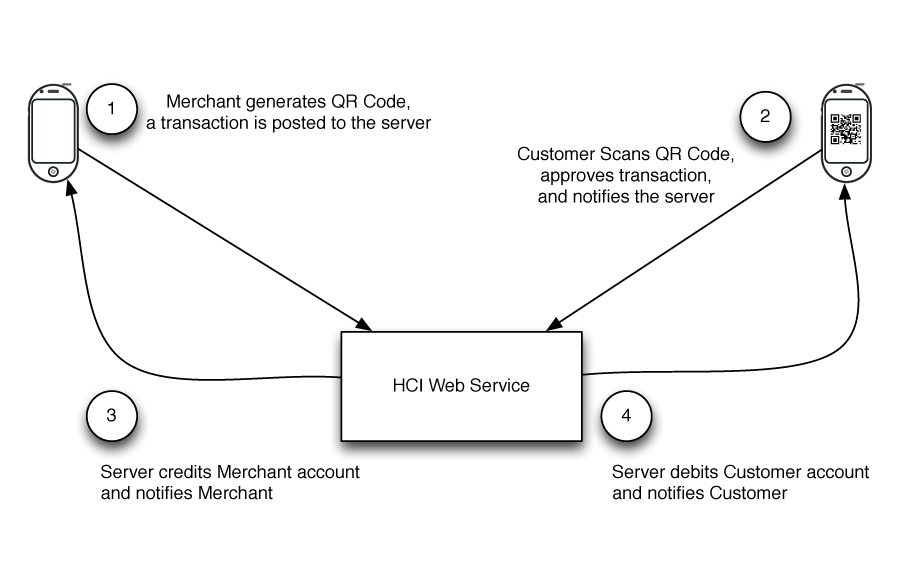 1
Merchant generates QR Code,
a transaction is posted to the server
2
Customer Scans QR Code,
approves transaction,
and notifies the server
HCI Web Service
3
Server credits Merchant account
and notifies Merchant
4
Server debits Customer account
and notifies Customer